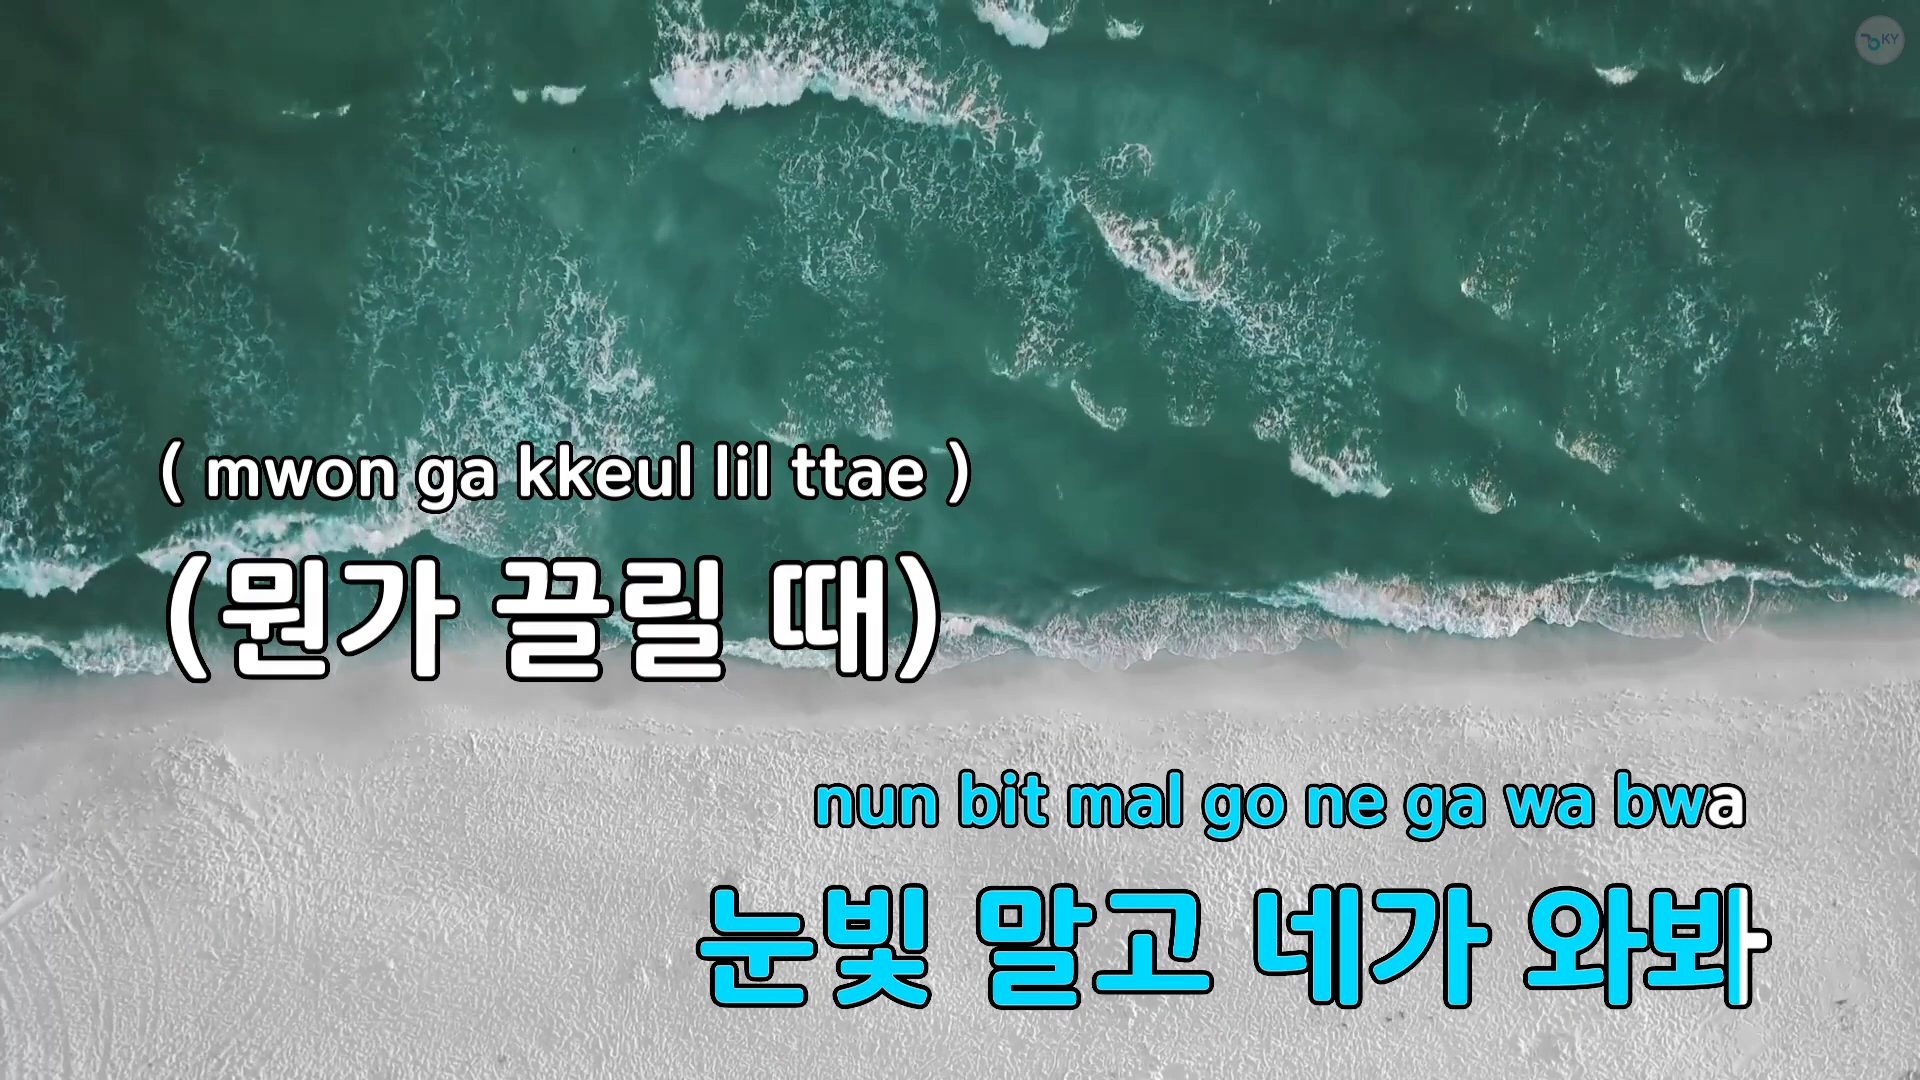 KY
( mwon ga kkeul lil ttae )
(뭔가 끌릴 때)
nun bit mal go ne ga wa bwa
눈빛 말고 네가 와봐